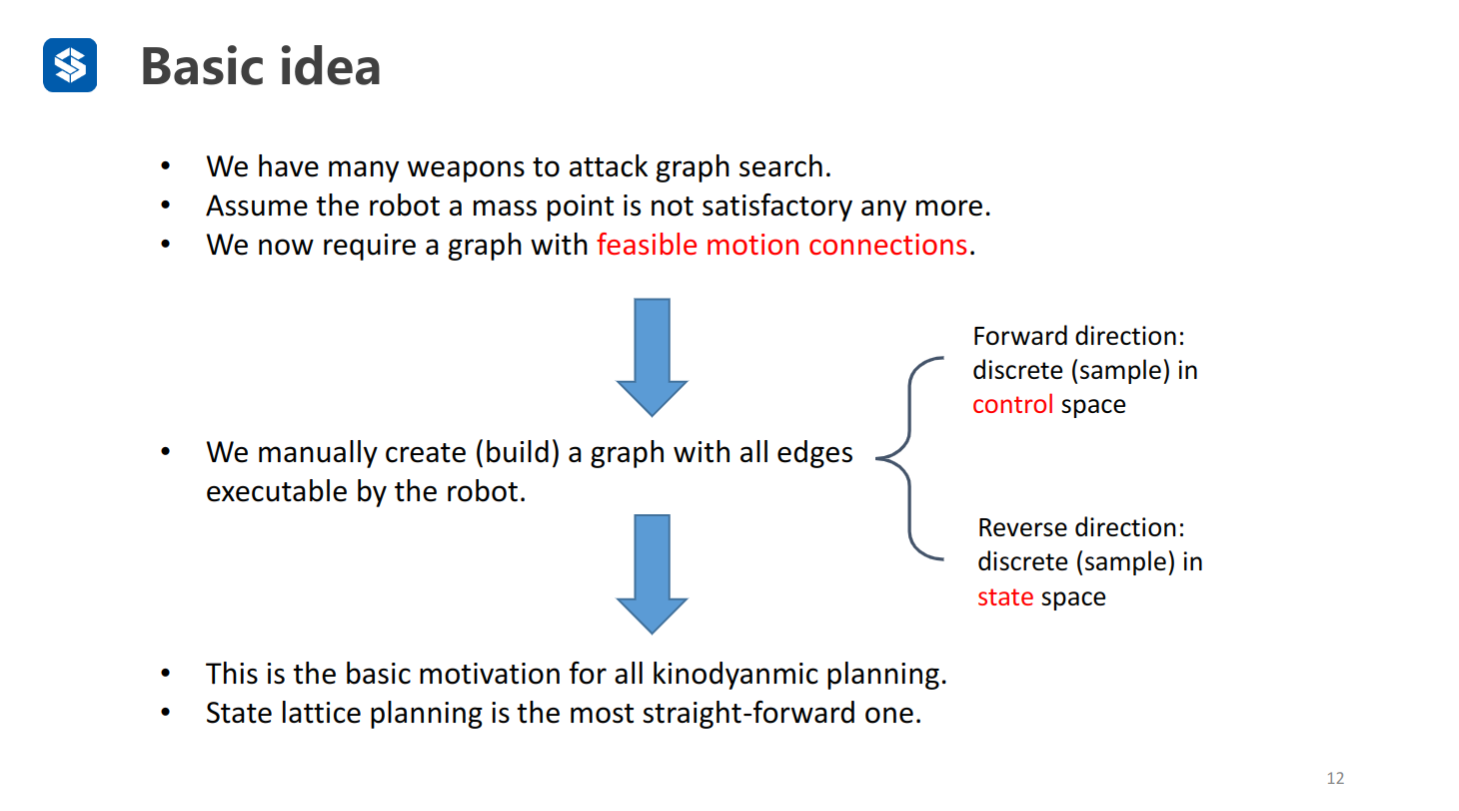 Basic idea
• We have many weapons to attack graph search.
• Assume the robot a mass point is not satisfactory any more.
• We now require a graph with feasible motion connections.
Forward direction:
discrete (sample) in
control space
• We manually create (build) a graph with all edges
executable by the robot.
Reverse direction:
discrete (sample) in
state space
• This is the basic motivation for all kinodyanmic planning.
• State lattice planning is the most straight-forward one.
12